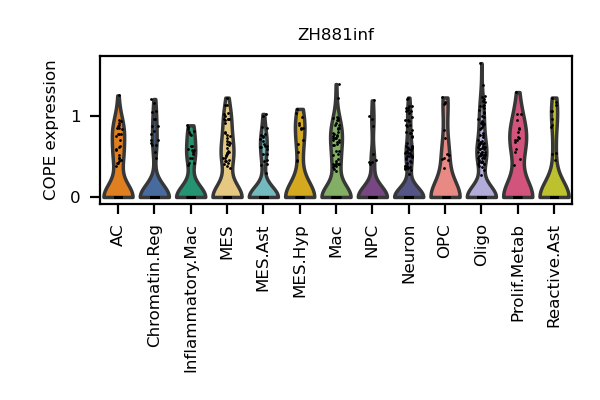 ZH881inf
COPE expression
1
0
AC
Chromatin.Reg
Inflammatory.Mac
MES
MES.Ast
MES.Hyp
Mac
NPC
Neuron
OPC
Oligo
Prolif.Metab
Reactive.Ast